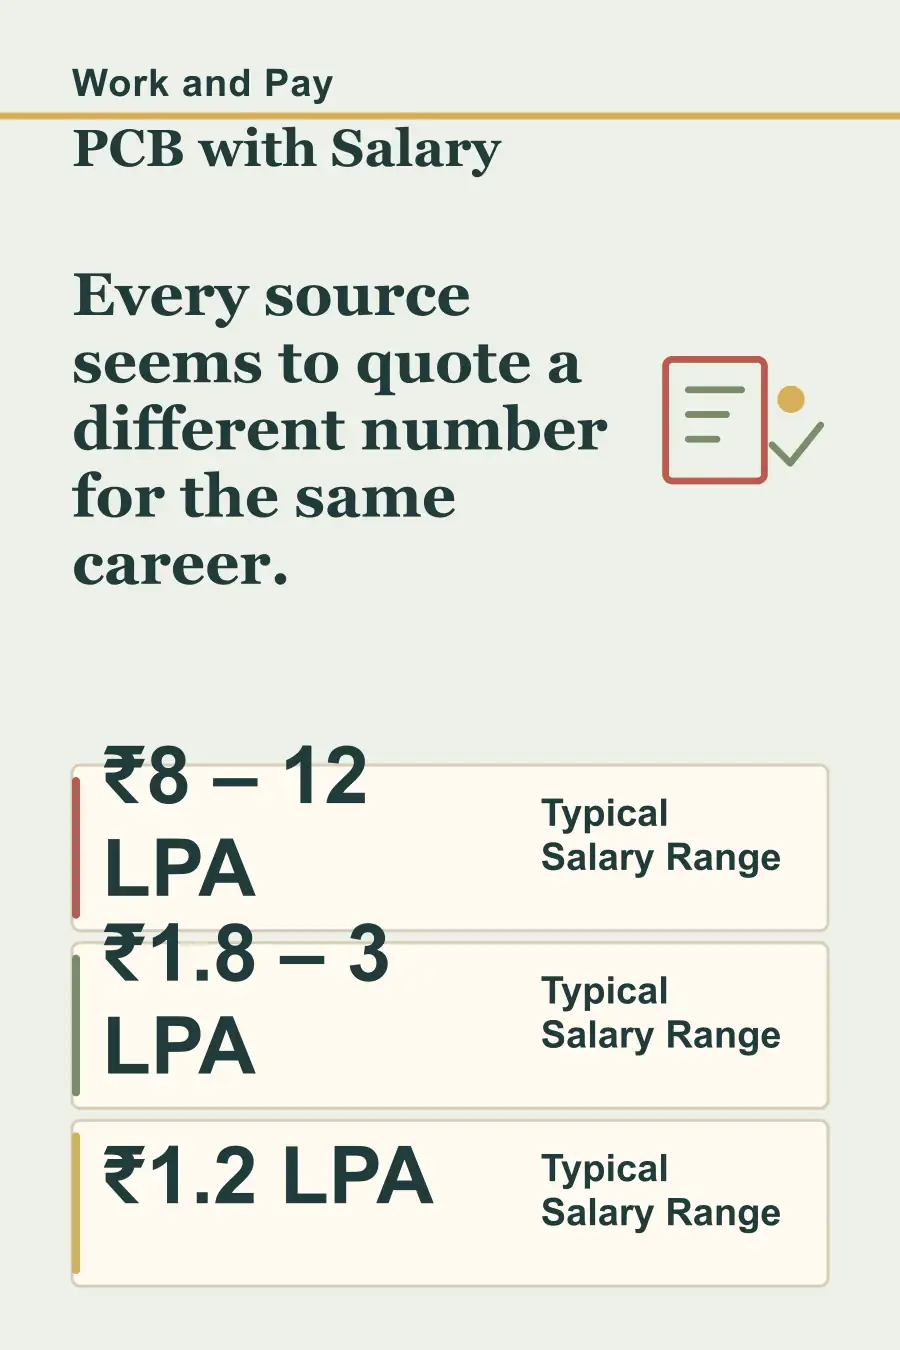 Work and Pay
PCB with Salary
Every source
seems to quote a
different number
for the same
career.
₹8 – 12
LPA
Typical
Salary Range
₹1.8 – 3
LPA
Typical
Salary Range
₹1.2 LPA
Typical
Salary Range